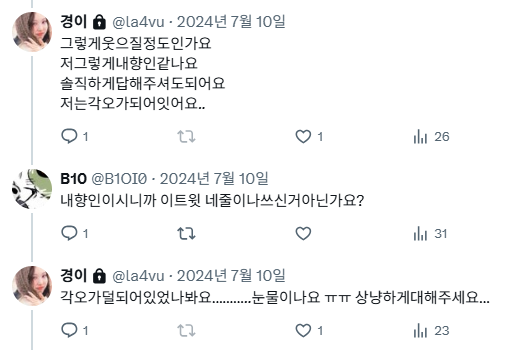 경이 @la4vu · 2024년 7월 10일
그렇게웃으질정도인가요
저그렇게내향인같나요
솔직하게답해주셔도되어요
저는각오가되어잇어요..
1 1 26
B10 @B1OI0 · 2024년 7월 10일
내향인이시니까 이트윗 네줄이나쓰신거아닌가요?
1 31
경이 @la4vu · 2024년 7월 10일
각오가덜되어있었나봐요...........눈물이나요 ㅠㅠ 상냥하게대해주세요...
1 1 23